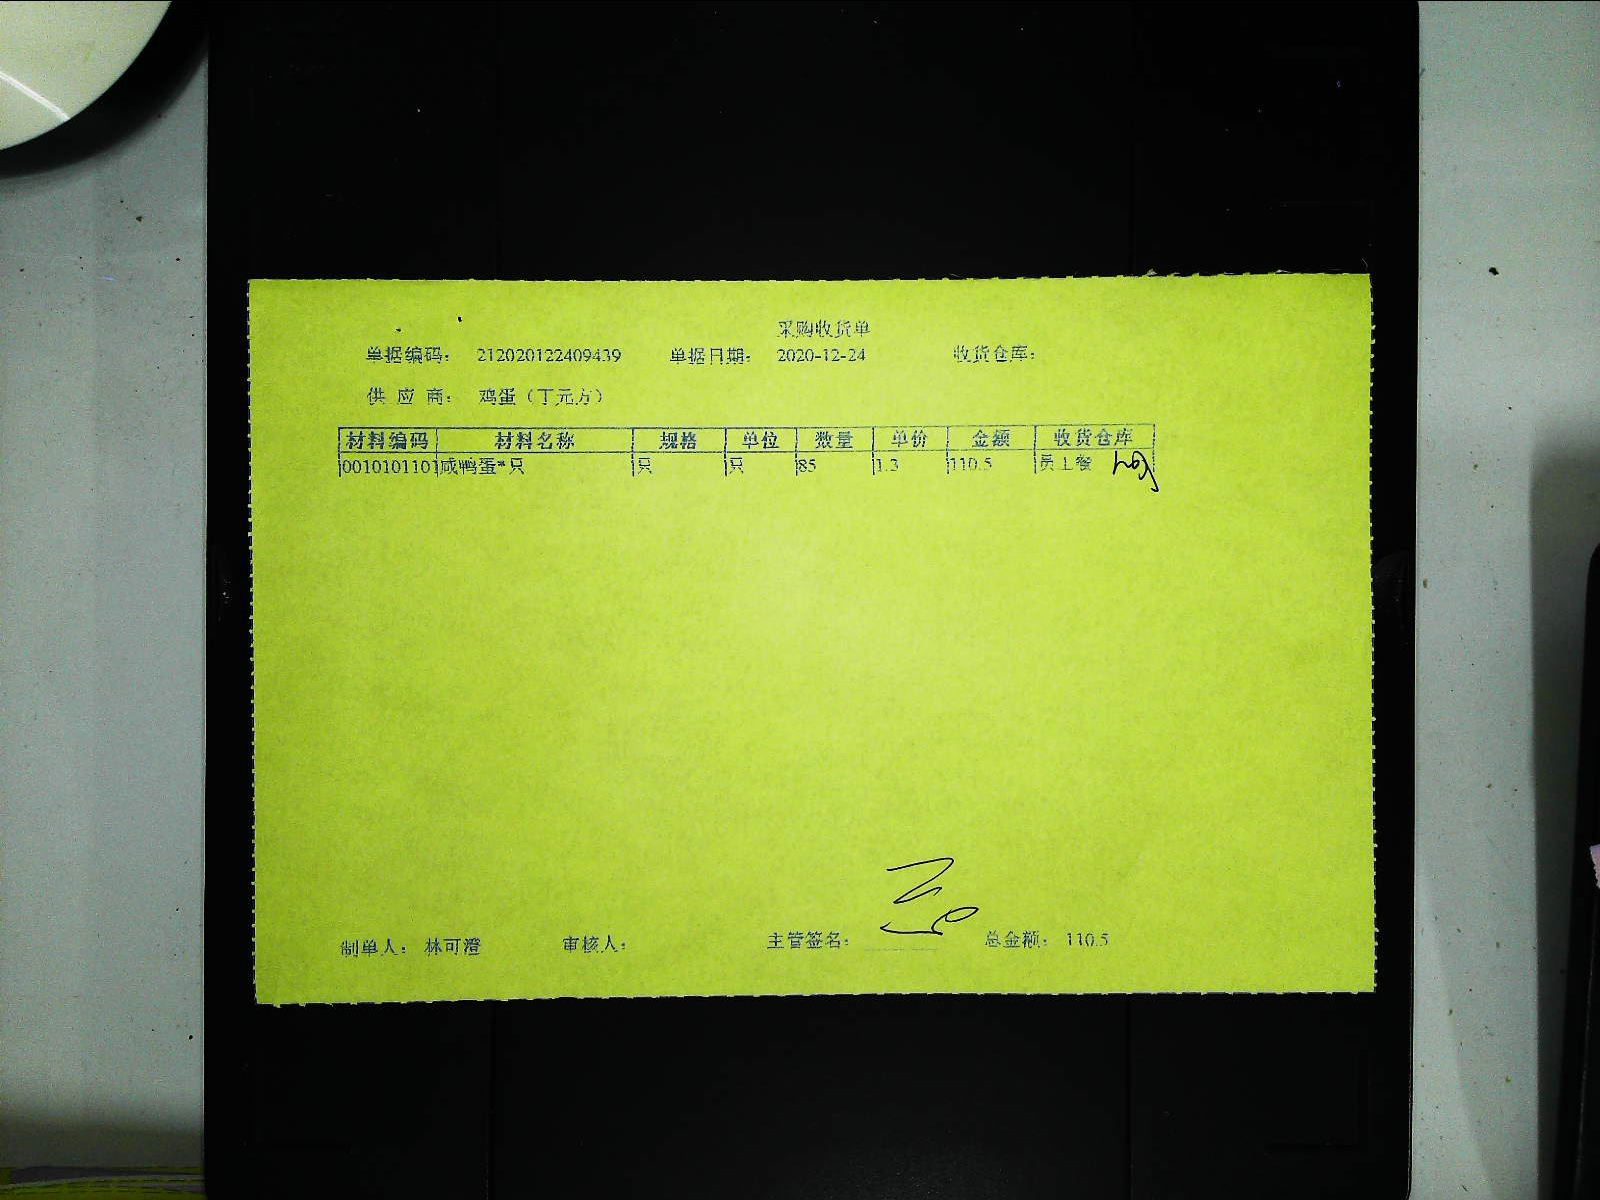 采购收货单
单据编码： 212020122409439 单据日期： 2020-12-24 收货仓库：
供 应 商： 鸡蛋（丁元方）
材料编码 材料名称 规格 单位 数量 单价 金额 收货仓库
0010101101 咸鸭蛋*只 只 只 85 1.3 110.5 员工餐
制单人： 林可澄 审核人： 主管签名： 总金额： 110.5